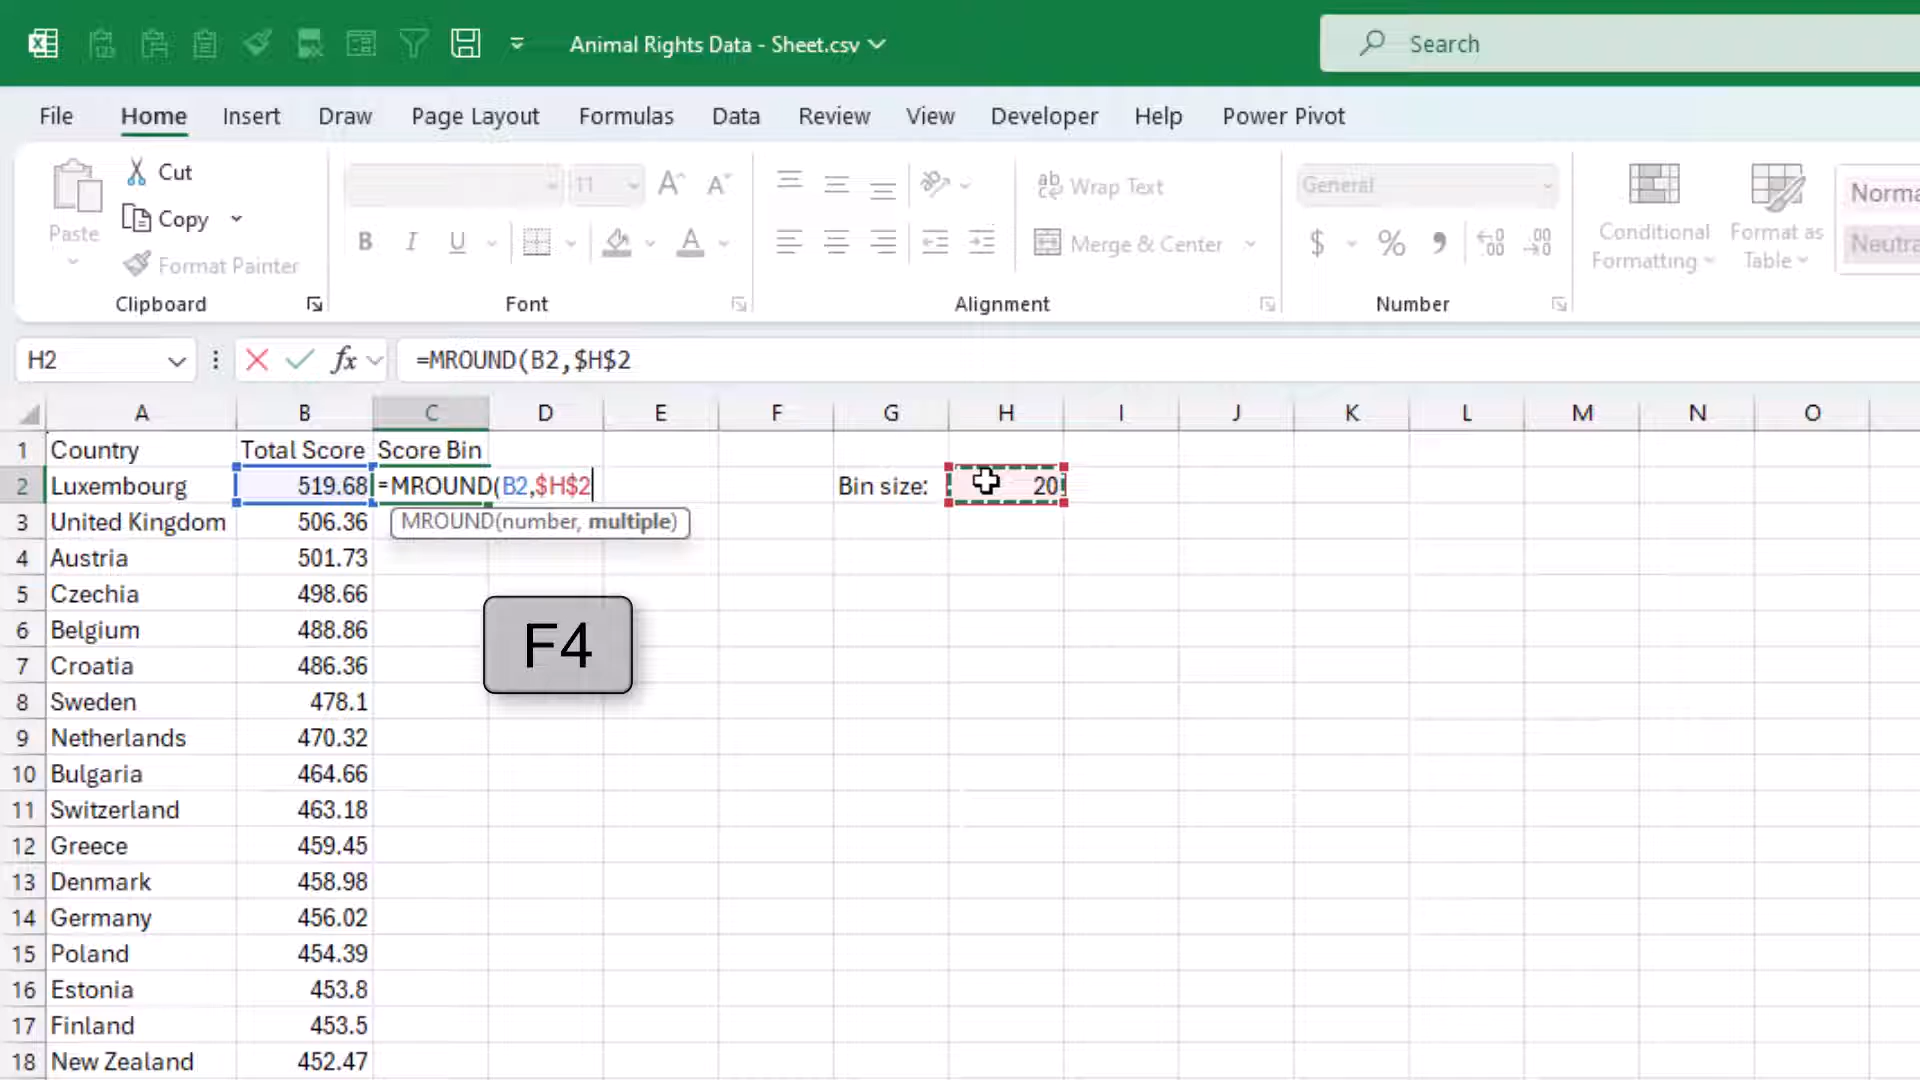 Animal Rights Data - Sheet.csv
Search
File Home Insert Draw Page Layout Formulas Data Review View Developer Help Power Pivot
Paste
Cut
Copy
Format Painter
Clipboard
11
B I U
Font
Wrap Text
Merge & Center
Alignment
General
$ % 9
Number
Conditional Formatting
Format as Table
H2 fx =MROUND(B2,$H$2
A B C D E F G H I J K L M N O
1 Country Total Score Score Bin
2 Luxembourg 519.68 =MROUND(B2,$H$2 Bin size: 20
3 United Kingdom 506.36 MROUND(number, multiple)
4 Austria 501.73
5 Czechia 498.66
6 Belgium 488.86
F4
7 Croatia 486.36
8 Sweden 478.1
9 Netherlands 470.32
10 Bulgaria 464.66
11 Switzerland 463.18
12 Greece 459.45
13 Denmark 458.98
14 Germany 456.02
15 Poland 454.39
16 Estonia 453.8
17 Finland 453.5
18 New Zealand 452.47